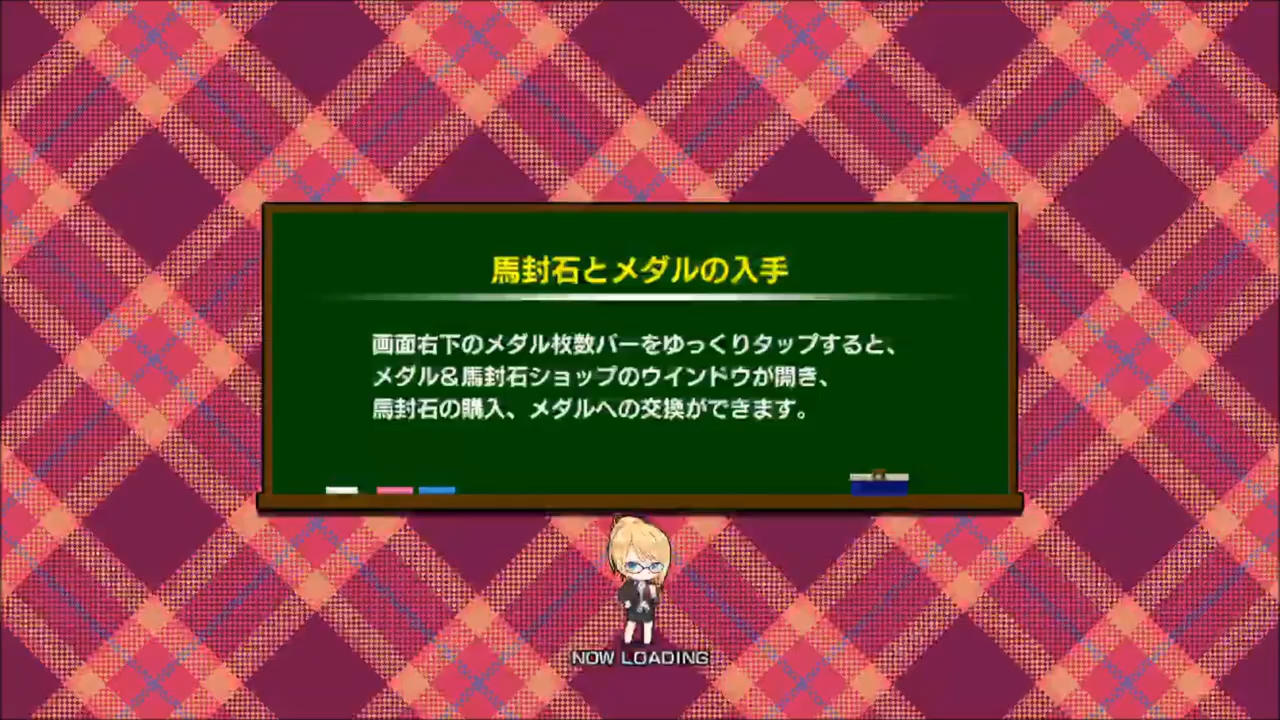 馬封石とメダルの入手
画面右下のメダル枚数バーをゆっくりタップすると、
メダル&馬封石ショップのウインドウが開き、
馬封石の購入、メダルへの交換ができます。
NOW LOADING